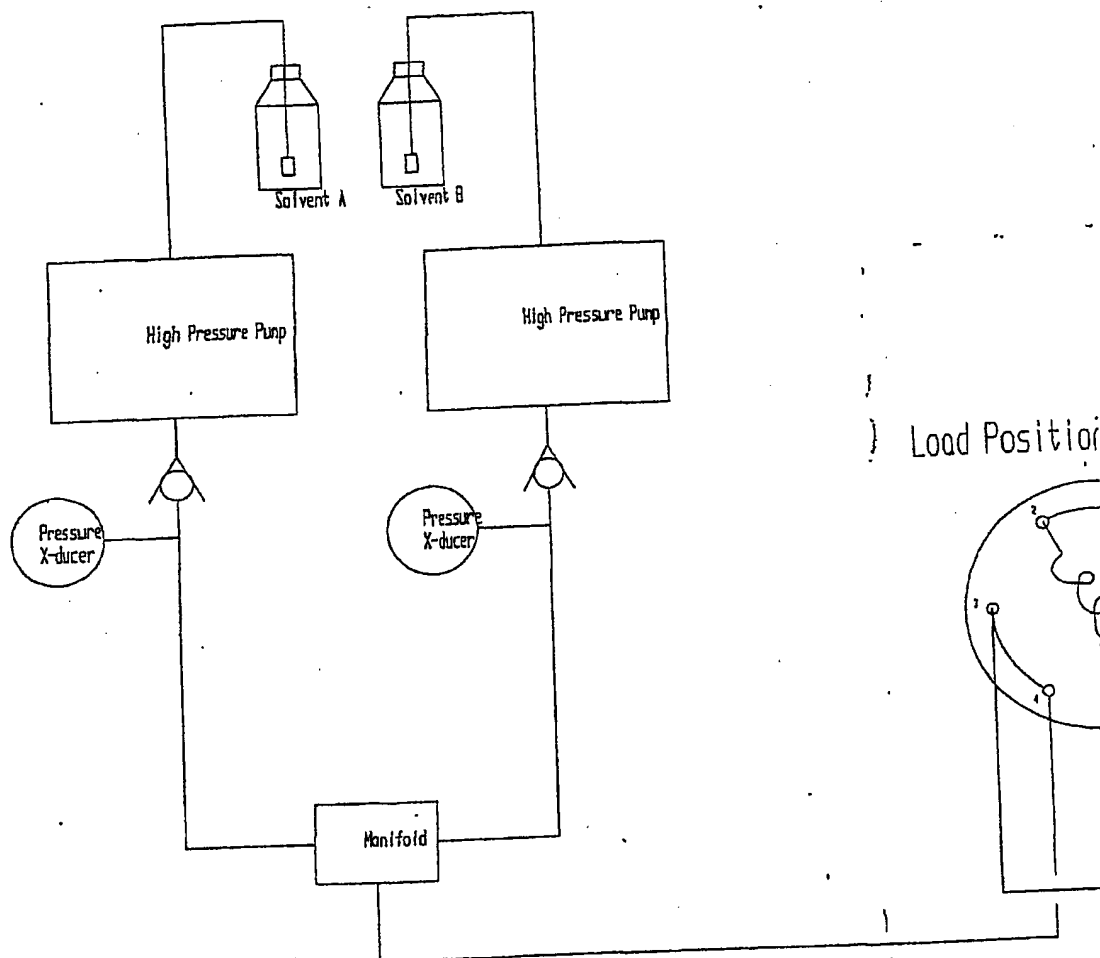 Solvent A
Solvent B
High Pressure Pump
High Pressure Pump
Load Position
Pressure
X-ducer
Pressure
X-ducer
2
3
4
Manifold